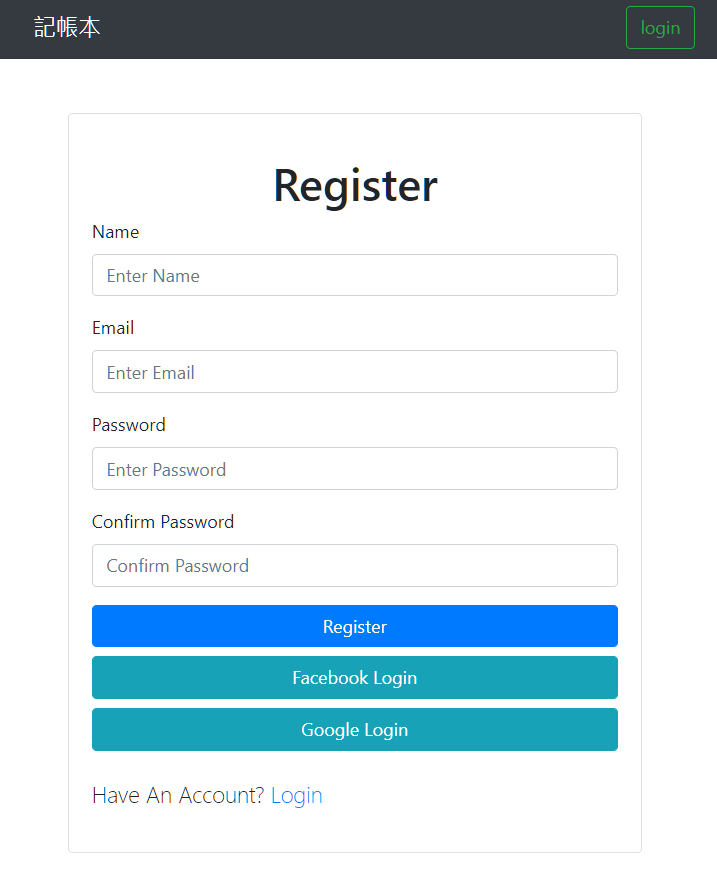 記帳本
login
Register
Name
Enter Name
Email
Enter Email
Password
Enter Password
Confirm Password
Confirm Password
Register
Facebook Login
Google Login
Have An Account? Login